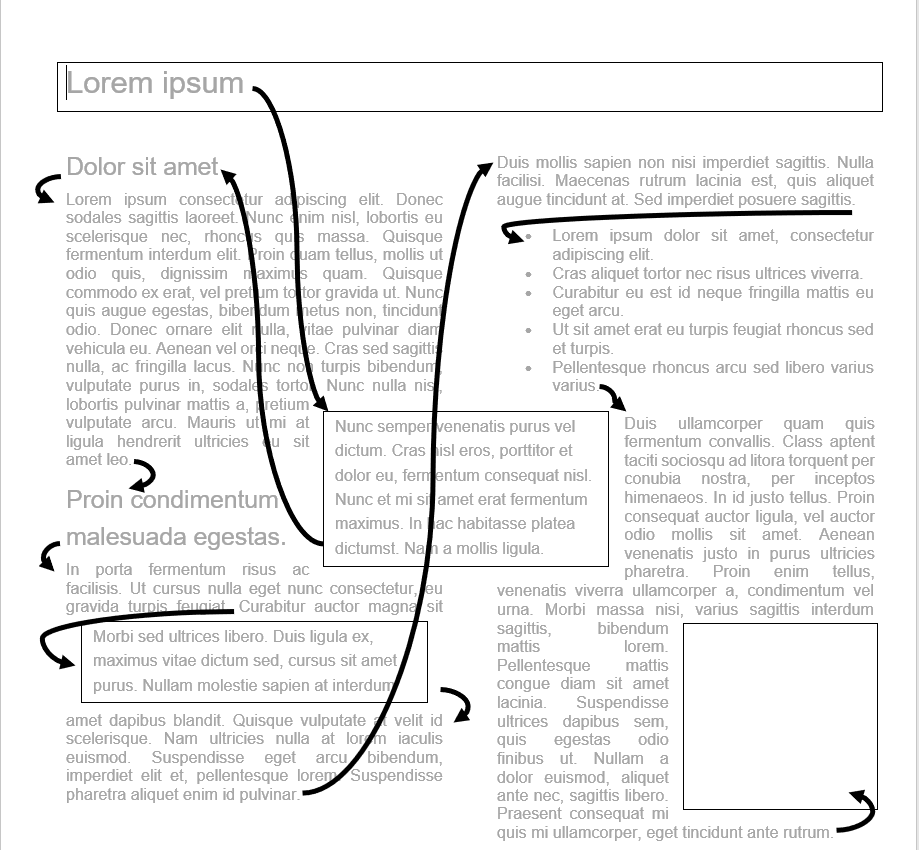 Lorem ipsum
Nunc semper venenatis purus vel
dictum. Cras nisl eros, porttitor et
dolor eu, fermentum consequat nisl.
Nunc et mi sit amet erat fermentum
maximus. In hac habitasse platea
dictumst. Nam a mollis ligula.
Dolor sit amet
Lorem ipsum consectetur adipiscing elit. Donec
sodales sagittis laoreet. Nunc enim nisl, lobortis eu
scelerisque nec, rhoncus quis massa. Quisque
fermentum interdum elit. Proin quam tellus, mollis ut
odio quis, dignissim maximus quam. Quisque
commodo ex erat, vel pretium tortor gravida ut. Nunc
quis augue egestas, bibendum metus non, tincidunt
odio. Donec ornare elit nulla, vitae pulvinar diam
vehicula eu. Aenean vel orci neque. Cras sed sagittis
nulla, ac fringilla lacus. Nunc non turpis bibendum,
vulputate purus in, sodales tortor. Nunc nulla nisl,
lobortis pulvinar mattis a, pretium
vulputate arcu. Mauris ut mi at
ligula hendrerit ultricies eu sit
amet leo.
Proin condimentum
malesuada egestas.
In porta fermentum risus ac
facilisis. Ut cursus nulla eget nunc consectetur, eu
gravida turpis feugiat. Curabitur auctor magna sit
Morbi sed ultrices libero. Duis ligula ex,
maximus vitae dictum sed, cursus sit amet
purus. Nullam molestie sapien at interdum
amet dapibus blandit. Quisque vulputate at velit id
scelerisque. Nam ultricies nulla at lorem iaculis
euismod. Suspendisse eget arcu bibendum,
imperdiet elit et, pellentesque lorem. Suspendisse
pharetra aliquet enim id pulvinar.
Duis mollis sapien non nisi imperdiet sagittis. Nulla
facilisi. Maecenas rutrum lacinia est, quis aliquet
augue tincidunt at. Sed imperdiet posuere sagittis.
• Lorem ipsum dolor sit amet, consectetur
adipiscing elit.
• Cras aliquet tortor nec risus ultrices viverra.
• Curabitur eu est id neque fringilla mattis eu
eget arcu.
• Ut sit amet erat eu turpis feugiat rhoncus sed
et turpis.
• Pellentesque rhoncus arcu sed libero varius
varius.
Duis ullamcorper quam quis
fermentum convallis. Class aptent
taciti sociosqu ad litora torquent per
conubia nostra, per inceptos
himenaeos. In id justo tellus. Proin
consequat auctor ligula, vel auctor
odio mollis sit amet. Aenean
venenatis justo in purus ultricies
pharetra. Proin enim tellus,
venenatis viverra ullamcorper a, condimentum vel
urna. Morbi massa nisi, varius sagittis interdum
sagittis, bibendum
mattis lorem.
Pellentesque mattis
congue diam sit amet
lacinia. Suspendisse
ultrices dapibus sem,
quis egestas odio
finibus ut. Nullam a
dolor euismod, aliquet
ante nec, sagittis libero.
Praesent consequat mi
quis mi ullamcorper, eget tincidunt ante rutrum.